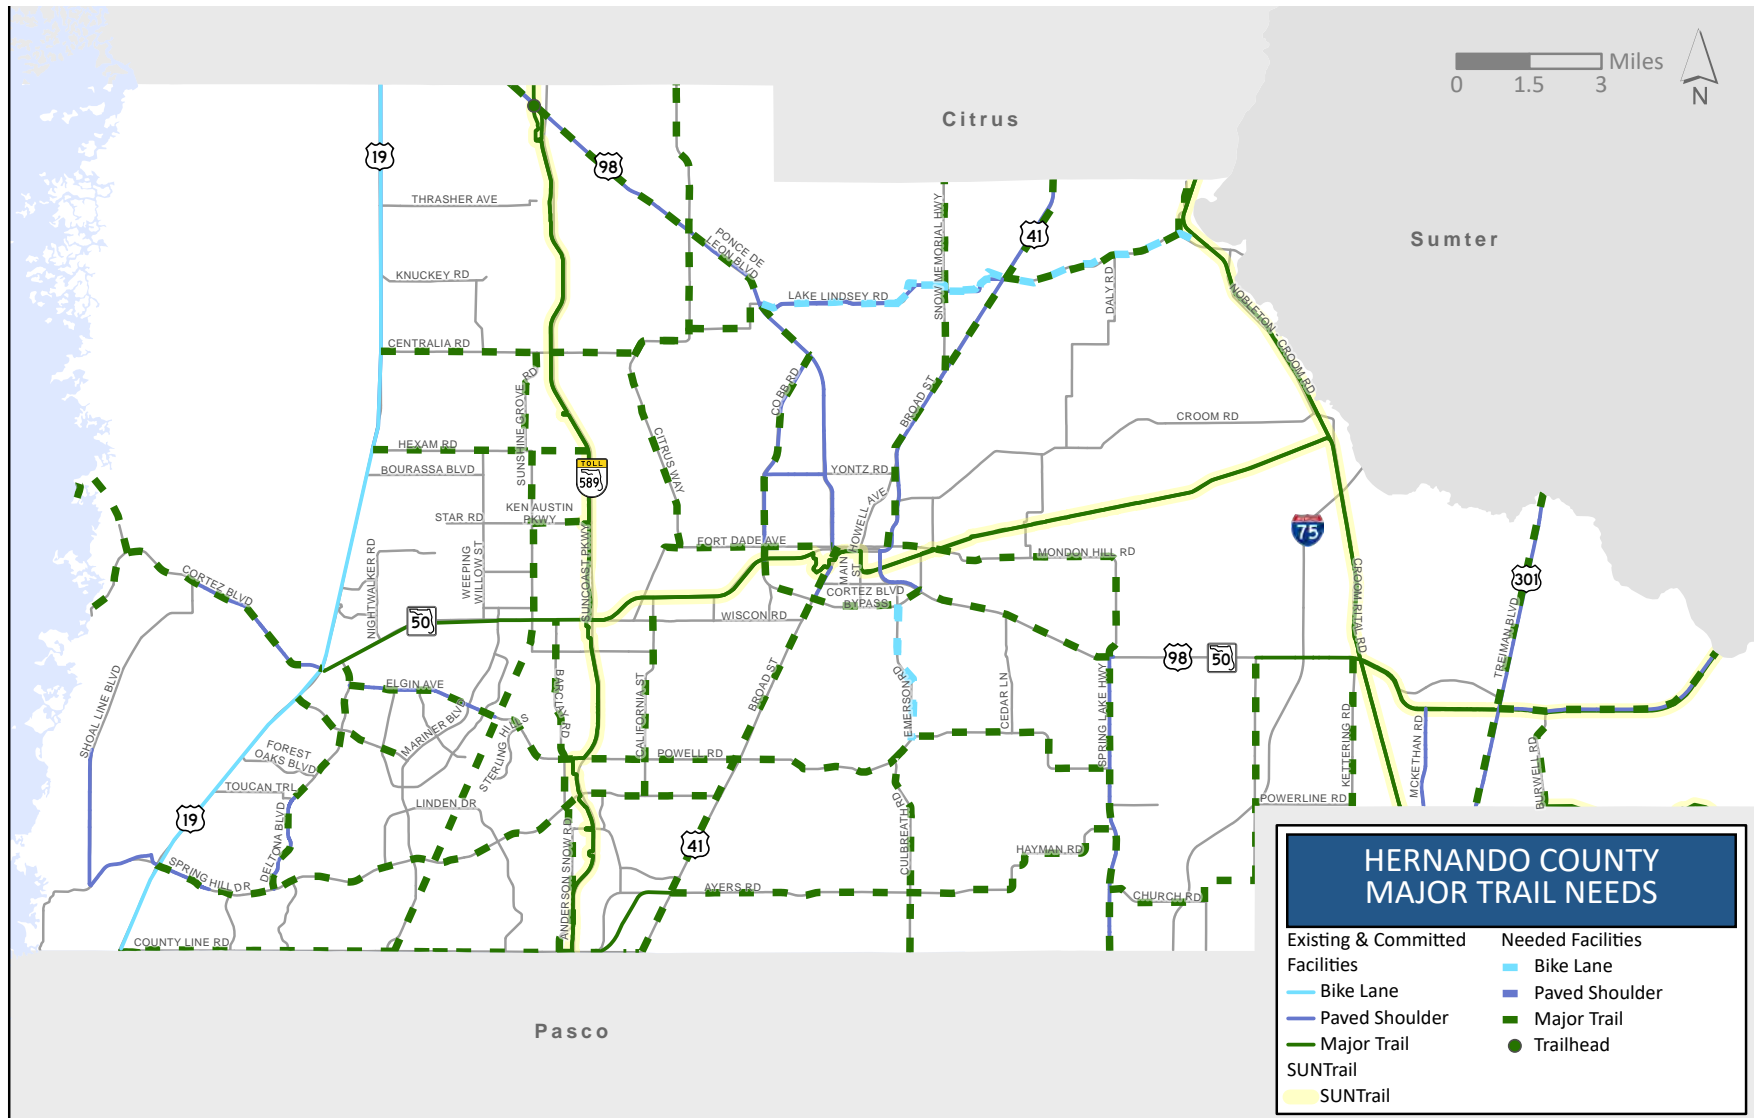 Miles
0 1.5 3
N
Citrus
Sumter
Pasco
19
98
THRASHER AVE
KNUCKEY RD
PONCE DE
LEON BLVD
SNOW MEMORIAL HWY
41
LAKE LINDSEY RD
DALY RD
NOBLETON - CROOM RD
CENTRALIA RD
SUNSHINE GROVE RD
COBB RD
BROAD ST
CROOM RD
HEXAM RD
CITRUS WAY
BOURASSA BLVD
TOLL
589
YONTZ RD
HOWELL AVE
KEN AUSTIN
PKWY
STAR RD
75
FORT DADE AVE
MONDON HILL RD
NIGHTWALKER RD
WEEPING
WILLOW ST
SUNCOAST PKWY
MAIN
ST
CORTEZ BLVD
CORTEZ BLVD
BYPASS
CROOM RITAL RD
301
TREIMAN BLVD
50
WISCON RD
98
50
SHOAL LINE BLVD
ELGIN AVE
BARCLAY RD
CALIFORNIA ST
BROAD ST
EMERSON RD
CEDAR LN
SPRING LAKE HWY
MARINER BLVD
STERLING HILLS
FOREST
OAKS BLVD
POWELL RD
KETTERING RD
MCKETHAN RD
BURWELL RD
TOUCAN TRL
LINDEN DR
POWERLINE RD
19
DELTONA BLVD
41
CULBREATH RD
HAYMAN RD
SPRING HILL DR
ANDERSON SNOW RD
AYERS RD
CHURCH RD
COUNTY LINE RD
HERNANDO COUNTY
MAJOR TRAIL NEEDS
Existing & Committed
Facilities
Bike Lane
Paved Shoulder
Major Trail
SUNTrail
SUNTrail
Needed Facilities
Bike Lane
Paved Shoulder
Major Trail
Trailhead